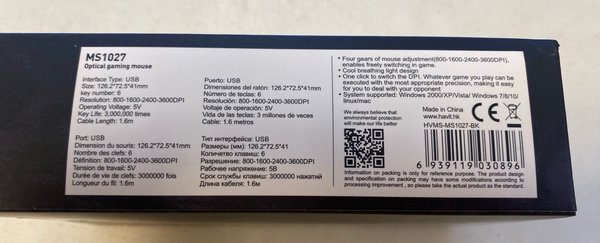 MS1027
Optical gaming mouse
Interface Type: USB
Size: 126.2*72.5*41mm
key number: 6
Resolution: 800-1600-2400-3600DPI
Operating Voltage: 5V
Key Life: 3,000,000 times
Cable Length: 1.6m
Puerto: USB
Dimensiones del ratón: 126.2*72.5*41mm
Número de teclas: 6
Resolución: 800-1600-2400-3600DPI
Voltaje de operación: 5V
Vida de las teclas: 3 millones de veces
Cable: 1.6 metros
Port: USB
Dimension du souris: 126.2*72.5*41mm
Nombre des clefs: 6
Définition: 800-1600-2400-3600DPI
Tension de travail: 5V
Durée de vie de clefs: 3000000 fois
Longueur du fil: 1.6m
Тип интерфейса: USB
Размеры (мм): 126.2*72.5*41
Количество клавиш: 6
Разрешение: 800-1600-2400-3600DPI
Рабочее напряжение: 5В
Срок службы клавиш: 3000000 нажатий
Длина кабеля: 1.6м
Four gears of mouse adjustment(800-1600-2400-3600DPI),
enables freely switching in game.
Cool breathing light design
One click to switch the DPI. Whatever game you play can be
executed with the most appropriate precision, making it easy
for you to deal with your opponent
System supported: Windows 2000/XP/Vista/ Windows 7/8/10/
linux/mac
We always believe that
environmental protection
will make our life better
Made in China
www.havit.hk
HVMS-MS1027-BK
CE
6 939119 030896
Information on packing is only for reference purpose. The product
design and specification on packing may have some modifications according to
processing improvement , so please take the actual product as standard.